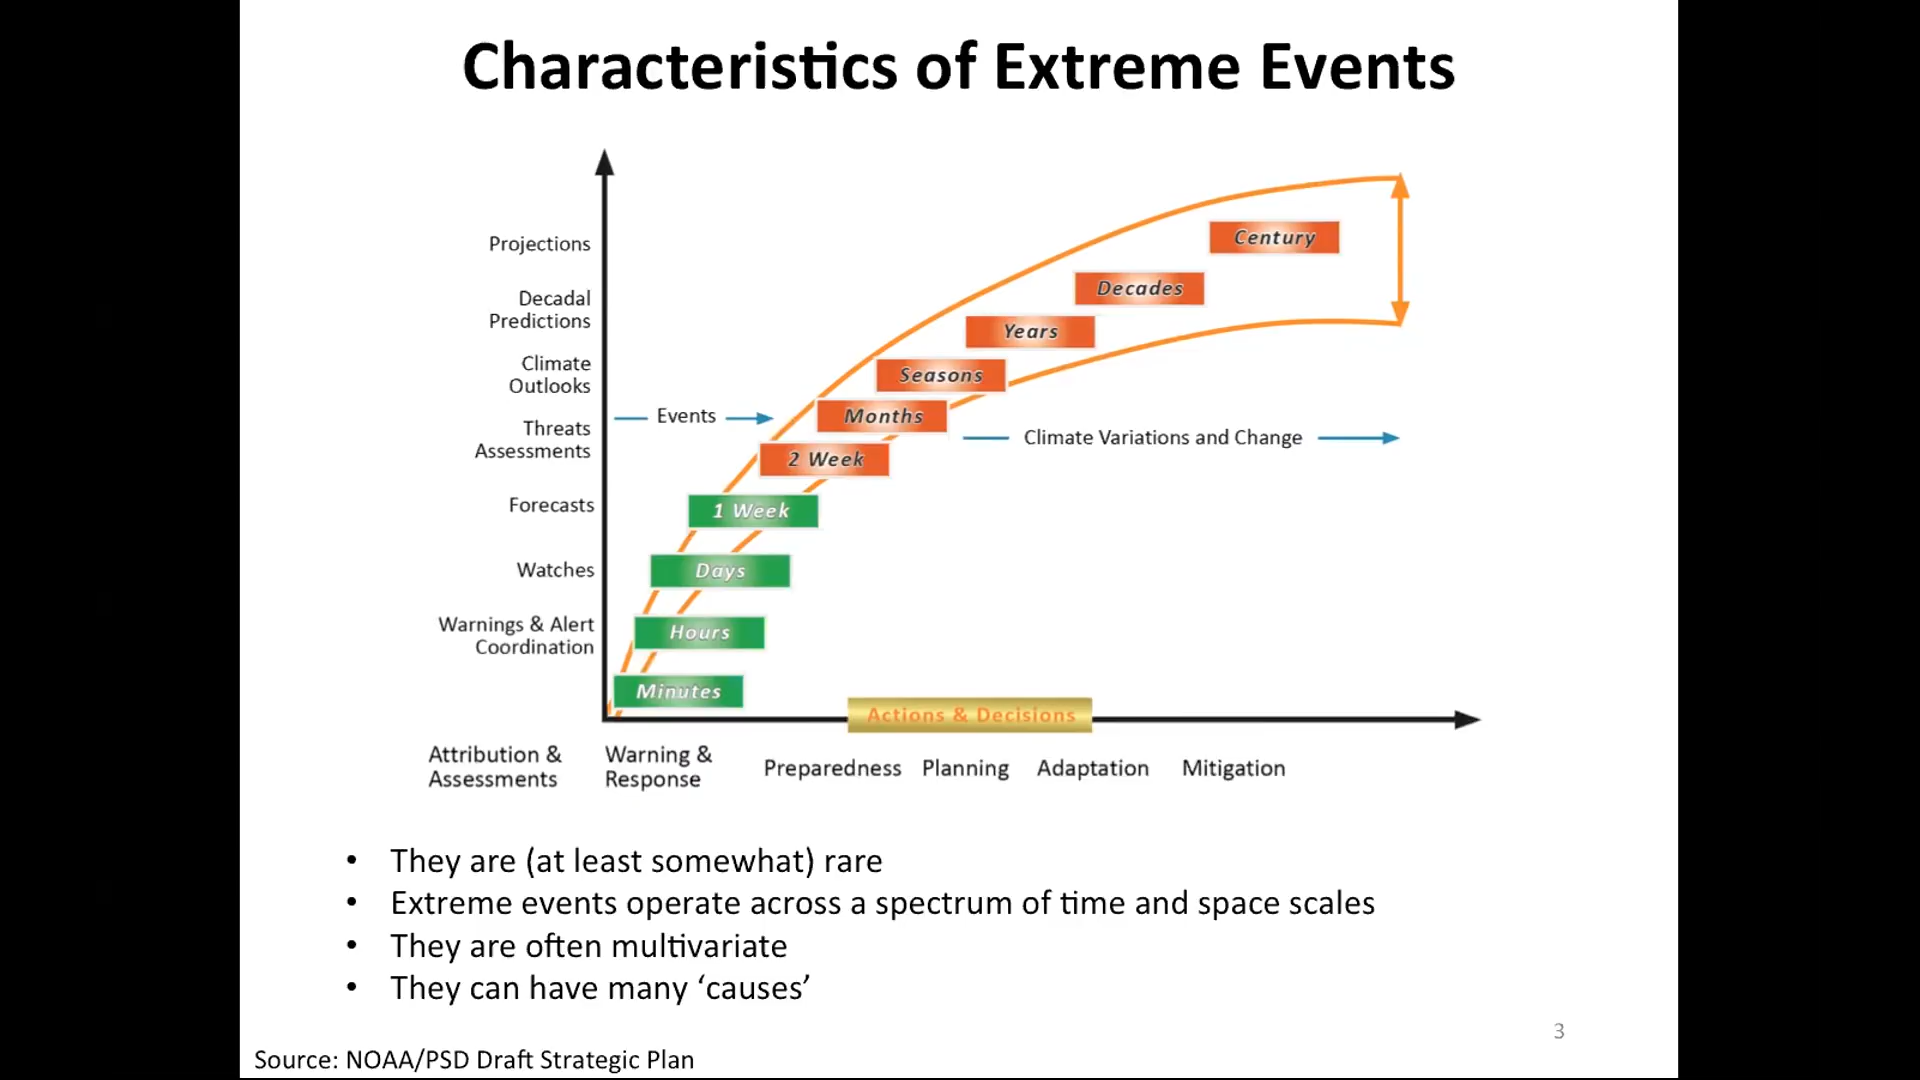 Characteristics of Extreme Events
Projections
Century
Decadal
Predictions
Decades
Years
Climate
Outlooks
Seasons
Events
Months
Climate Variations and Change
Threats
Assessments
2 Week
Forecasts
1 Week
Watches
Days
Warnings & Alert
Coordination
Hours
Minutes
Actions & Decisions
Attribution &
Assessments
Warning &
Response
Preparedness
Planning
Adaptation
Mitigation
• They are (at least somewhat) rare
• Extreme events operate across a spectrum of time and space scales
• They are often multivariate
• They can have many ‘causes’
3
Source: NOAA/PSD Draft Strategic Plan